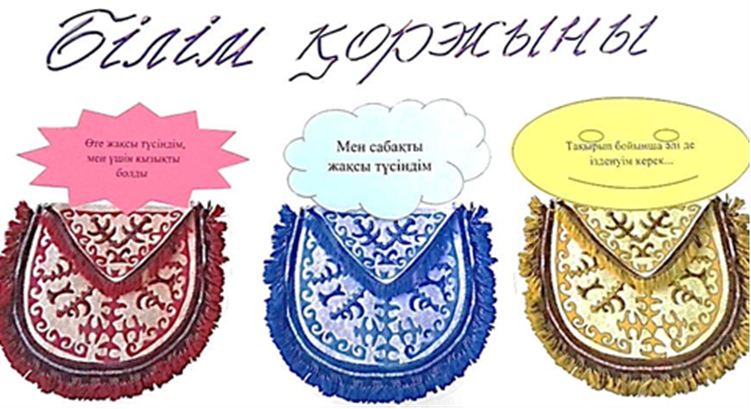 Білім қоржыны
Өте жақсы түсіндім,
мен үшін қызықты
болды
Мен сабақты
жақсы түсіндім
Тақырып бойынша әлі де
ізденуім керек...